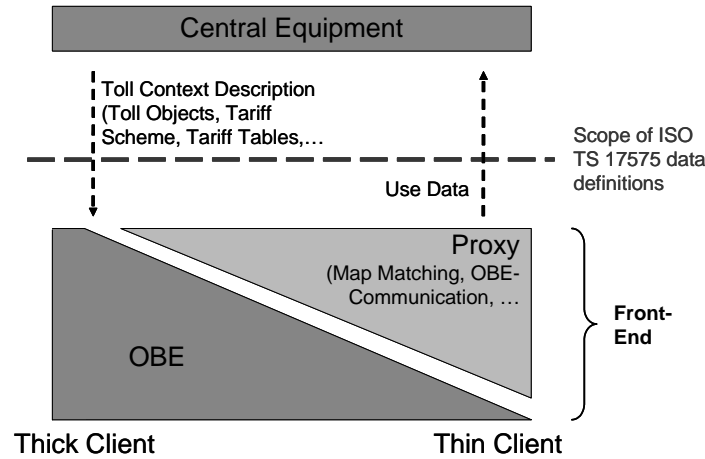 Central Equipment
Toll Context Description
(Toll Objects, Tariff
Scheme, Tariff Tables,…
Scope of ISO
TS 17575 data
definitions
Use Data
Proxy
(Map Matching, OBE-
Communication, …
Front-
End
OBE
Thick Client
Thin Client